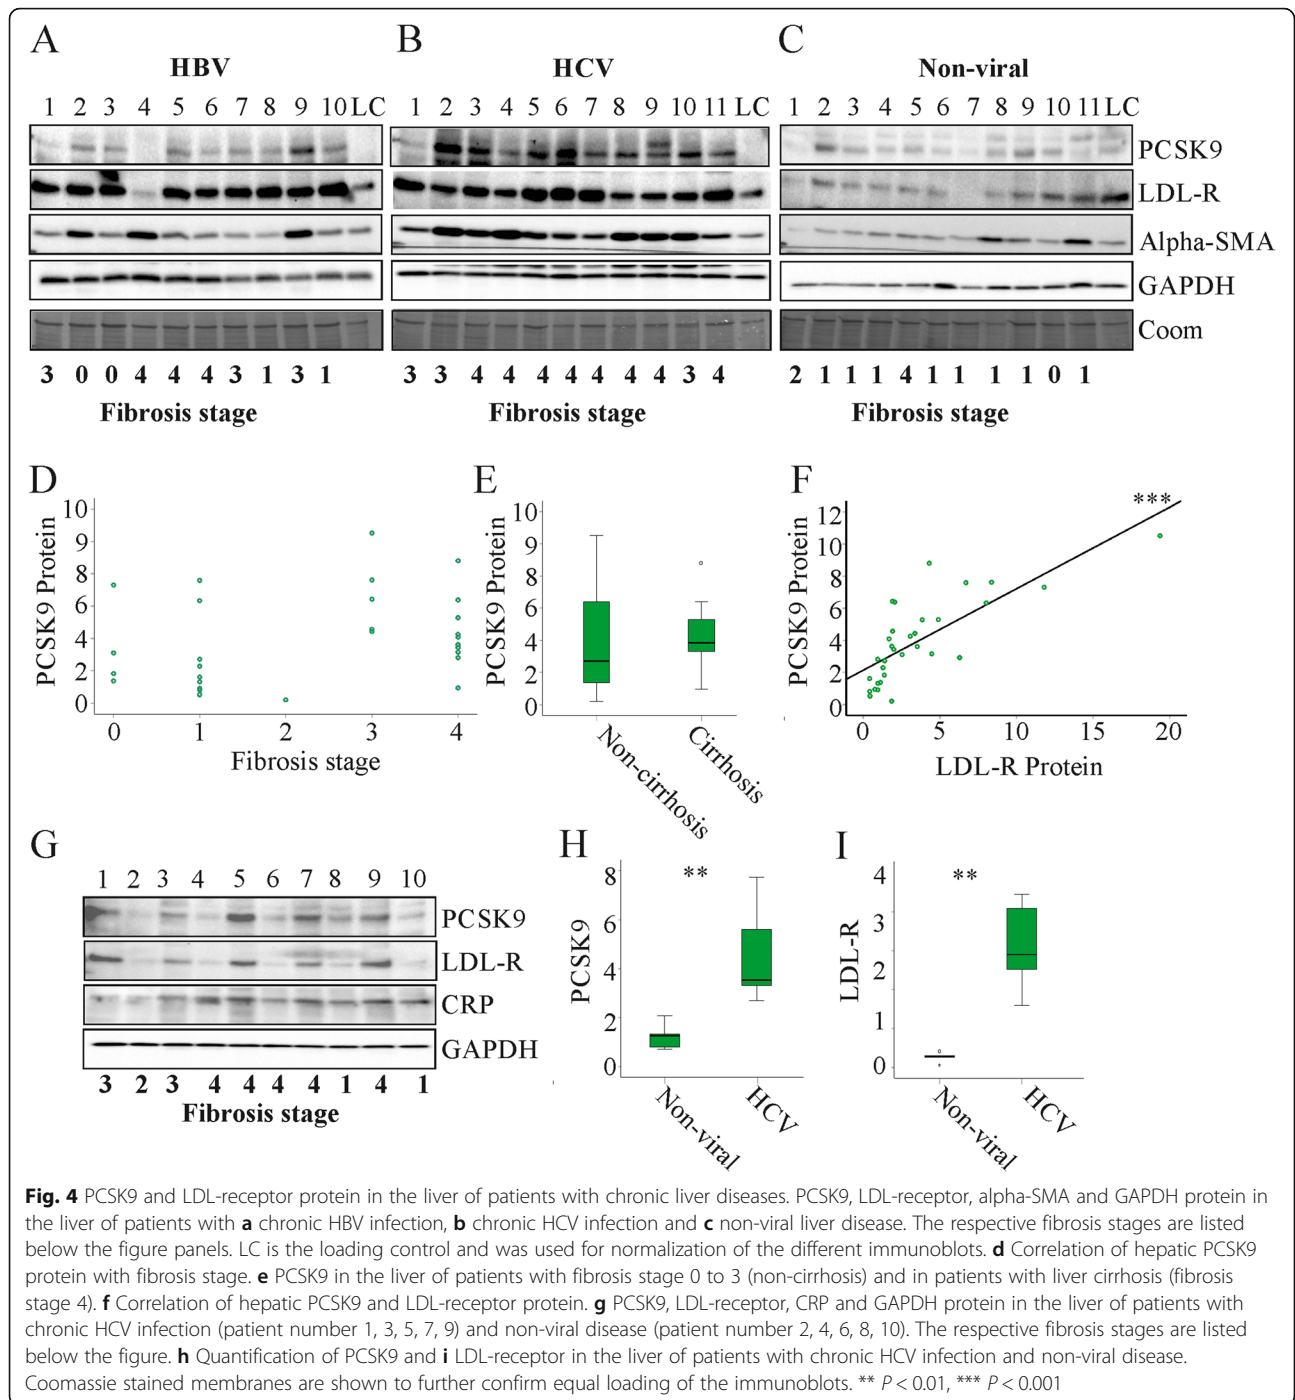 A B C
HBV HCV Non-viral
1 2 3 4 5 6 7 8 9 10 LC 1 2 3 4 5 6 7 8 9 10 11 LC 1 2 3 4 5 6 7 8 9 10 11 LC
PCSK9
LDL-R
Alpha-SMA
GAPDH
Coom
3 0 0 4 4 4 3 1 3 1 3 3 4 4 4 4 4 4 4 3 4 2 1 1 1 4 1 1 1 1 0 1
Fibrosis stage Fibrosis stage Fibrosis stage
D
PCSK9 Protein
10
9
8
6
4
2
0
0 1 2 3 4
Fibrosis stage
E
PCSK9 Protein
10
9
8
6
4
2
0
Non-cirrhosis
Cirrhosis
F
PCSK9 Protein
12
10
8
6
4
2
0
***
0 5 10 15 20
LDL-R Protein
G
1 2 3 4 5 6 7 8 9 10
PCSK9
LDL-R
CRP
GAPDH
3 2 3 4 4 4 4 1 4 1
Fibrosis stage
H
PCSK9
8
6
4
2
0
**
Non-viral
HCV
I
LDL-R
4
3
2
1
0
**
Non-viral
HCV
Fig. 4 PCSK9 and LDL-receptor protein in the liver of patients with chronic liver diseases. PCSK9, LDL-receptor, alpha-SMA and GAPDH protein in
the liver of patients with a chronic HBV infection, b chronic HCV infection and c non-viral liver disease. The respective fibrosis stages are listed
below the figure panels. LC is the loading control and was used for normalization of the different immunoblots. d Correlation of hepatic PCSK9
protein with fibrosis stage. e PCSK9 in the liver of patients with fibrosis stage 0 to 3 (non-cirrhosis) and in patients with liver cirrhosis (fibrosis
stage 4). f Correlation of hepatic PCSK9 and LDL-receptor protein. g PCSK9, LDL-receptor, CRP and GAPDH protein in the liver of patients with
chronic HCV infection (patient number 1, 3, 5, 7, 9) and non-viral disease (patient number 2, 4, 6, 8, 10). The respective fibrosis stages are listed
below the figure. h Quantification of PCSK9 and i LDL-receptor in the liver of patients with chronic HCV infection and non-viral disease.
Coomassie stained membranes are shown to further confirm equal loading of the immunoblots. ** P < 0.01, *** P < 0.001